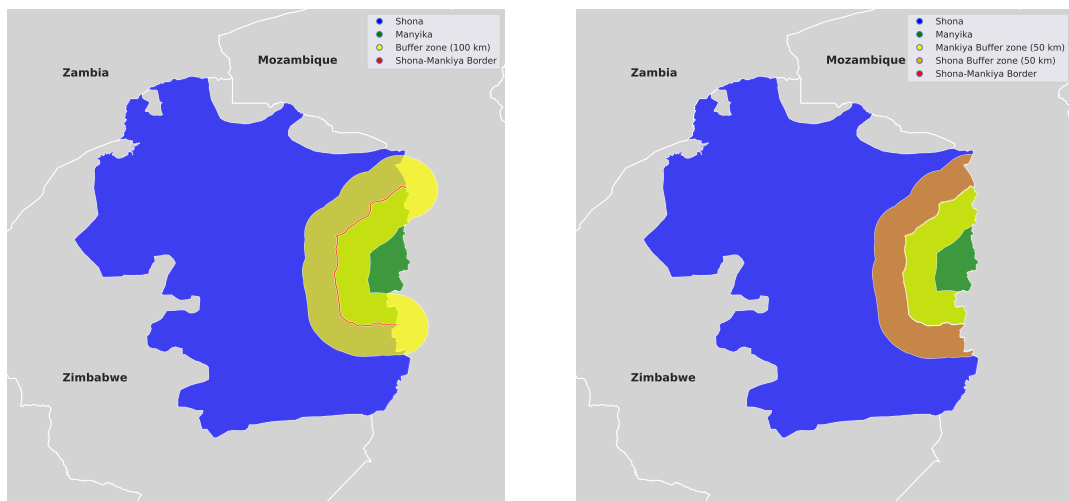 Shona
Manyika
Buffer zone (100 km)
Shona-Mankiya Border
Mozambique
Zambia
Zimbabwe
Shona
Manyika
Mankiya Buffer zone (50 km)
Shona Buffer zone (50 km)
Shona-Mankiya Border
Mozambique
Zambia
Zimbabwe